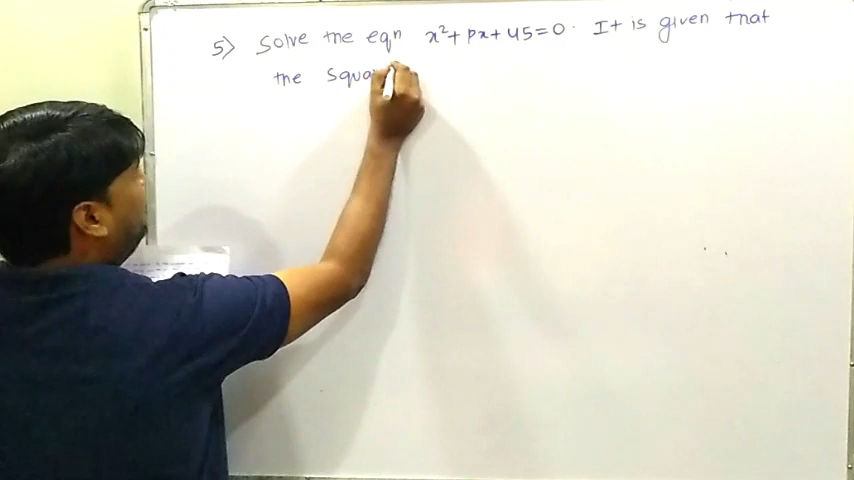 5> Solve the eqn x²+px+45=0. It is given that
the squa